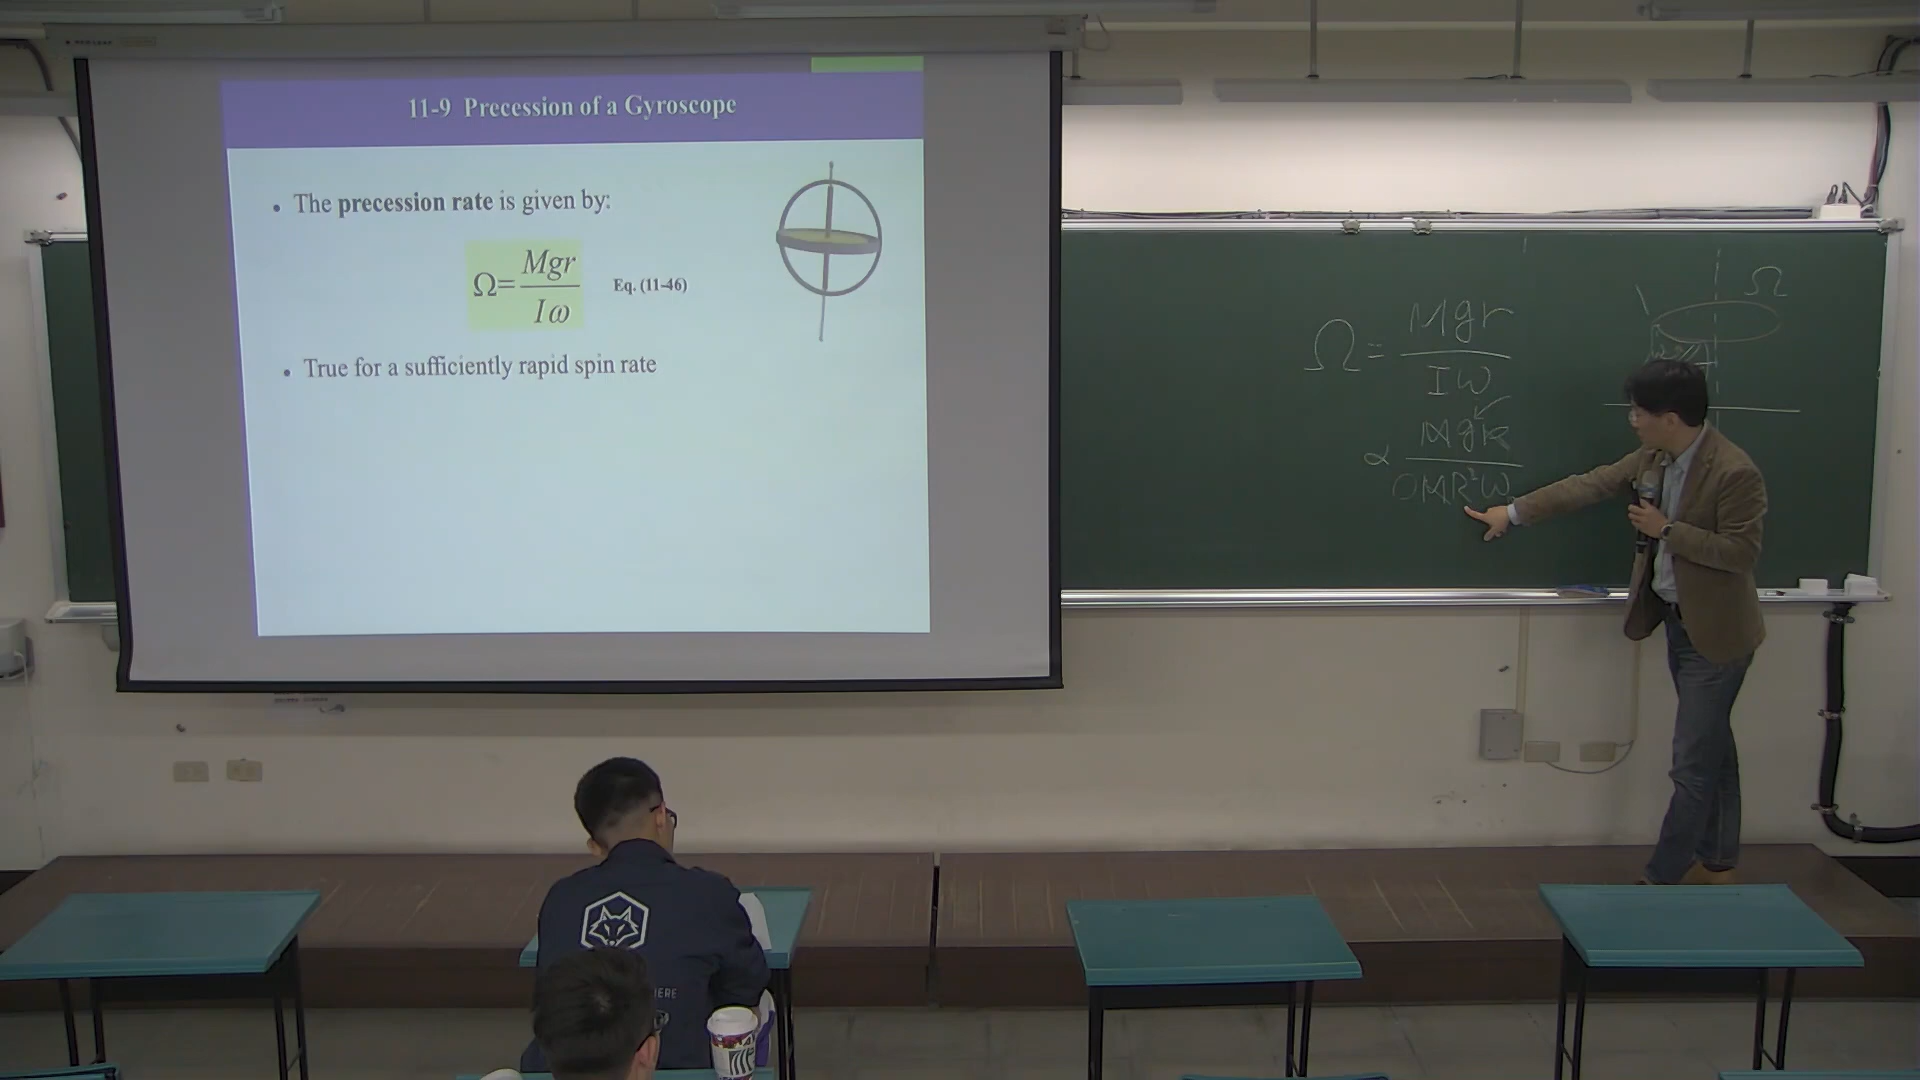 11-9 Precession of a Gyroscope
• The precession rate is given by:
Ω= Mgr / Iω Eq. (11-46)
• True for a sufficiently rapid spin rate
Ω = Mgr / Iω
∝ MgR / OMR²ω
Ω